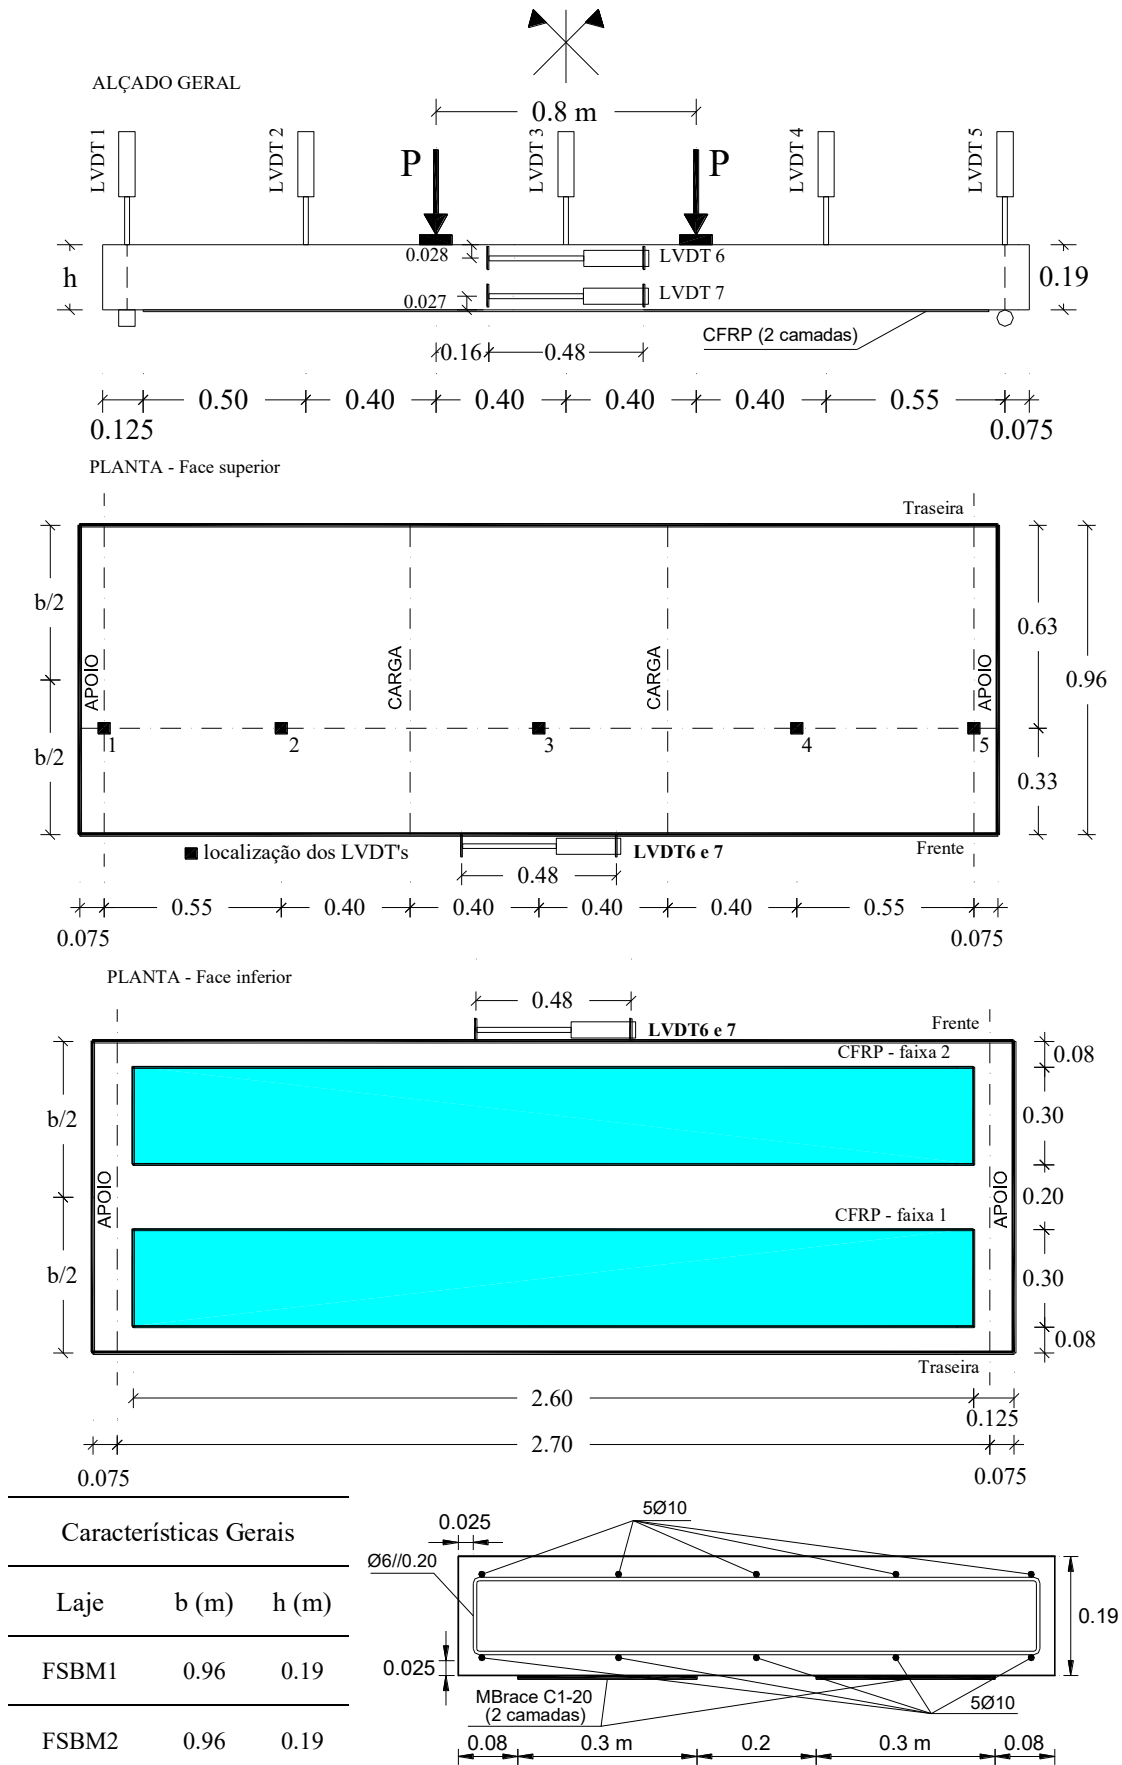 ALÇADO GERAL
0.8 m
LVDT 1
LVDT 2
LVDT 3
LVDT 4
LVDT 5
P
P
h
0.028
LVDT 6
0.19
0.027
LVDT 7
CFRP (2 camadas)
0.16
0.48
0.50
0.40
0.40
0.40
0.40
0.55
0.125
0.075
PLANTA - Face superior
Traseira
b/2
0.63
APOIO
CARGA
CARGA
APOIO
0.96
1
2
3
4
5
b/2
0.33
localização dos LVDT's
LVDT6 e 7
Frente
0.48
0.55
0.40
0.40
0.40
0.40
0.55
0.075
0.075
PLANTA - Face inferior
0.48
LVDT6 e 7
Frente
CFRP - faixa 2
0.08
b/2
0.30
APOIO
APOIO
0.20
CFRP - faixa 1
b/2
0.30
0.08
Traseira
2.60
0.125
2.70
0.075
0.075
Características Gerais
Laje b (m) h (m)
FSBM1 0.96 0.19
FSBM2 0.96 0.19
5Ø10
0.025
Ø6//0.20
0.19
0.025
MBrace C1-20
(2 camadas)
5Ø10
0.08
0.3 m
0.2
0.3 m
0.08